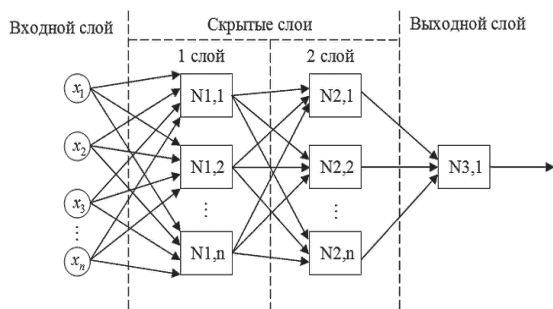 Входной слой Скрытые слои Выходной слой
1 слой 2 слой
x1 N1,1 N2,1
x2 N1,2 N2,2 N3,1
x3
⋮ ⋮ ⋮
xn N1,n N2,n